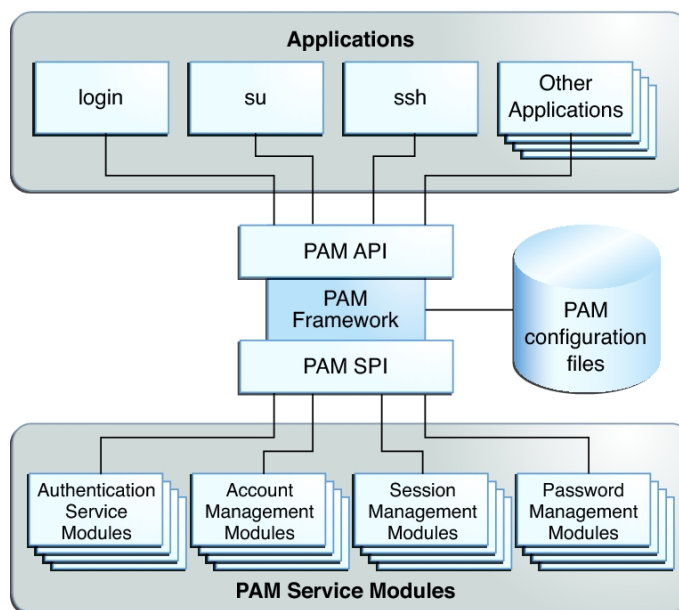 Applications
login
su
ssh
Other
Applications
PAM API
PAM
Framework
PAM SPI
PAM
configuration
files
Authentication
Service
Modules
Account
Management
Modules
Session
Management
Modules
Password
Management
Modules
PAM Service Modules